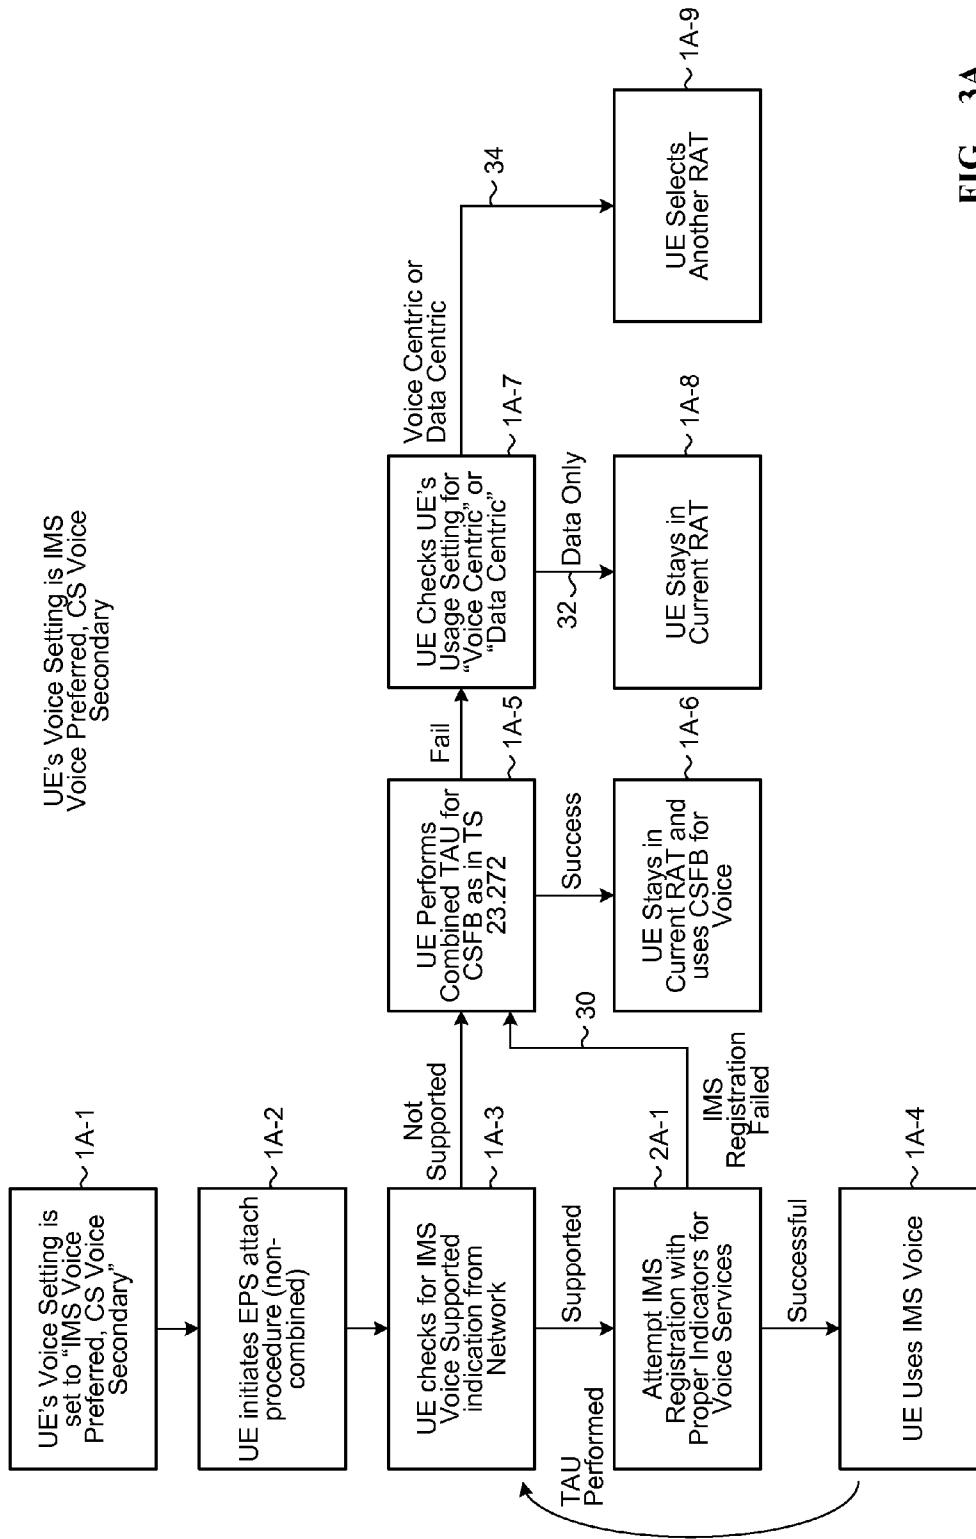 UE's Voice Setting is IMS
Voice Preferred, CS Voice
Secondary
UE's Voice Setting is
set to "IMS Voice
Preferred, CS Voice
Secondary"
1A-1
UE initiates EPS attach
procedure (non-
combined)
1A-2
UE checks for IMS
Voice Supported
indication from
Network
1A-3
Not
Supported
Supported
TAU
Performed
Attempt IMS
Registration with
Proper Indicators for
Voice Services
2A-1
IMS
Registration
Failed
30
Successful
UE Uses IMS Voice
1A-4
UE Performs
Combined TAU for
CSFB as in TS
23.272
1A-5
Fail
Success
UE Stays in
Current RAT and
uses CSFB for
Voice
1A-6
UE Checks UE's
Usage Setting for
"Voice Centric" or
"Data Centric"
1A-7
Voice Centric or
Data Centric
34
32
Data Only
UE Stays in
Current RAT
1A-8
UE Selects
Another RAT
1A-9
FIG. 3A